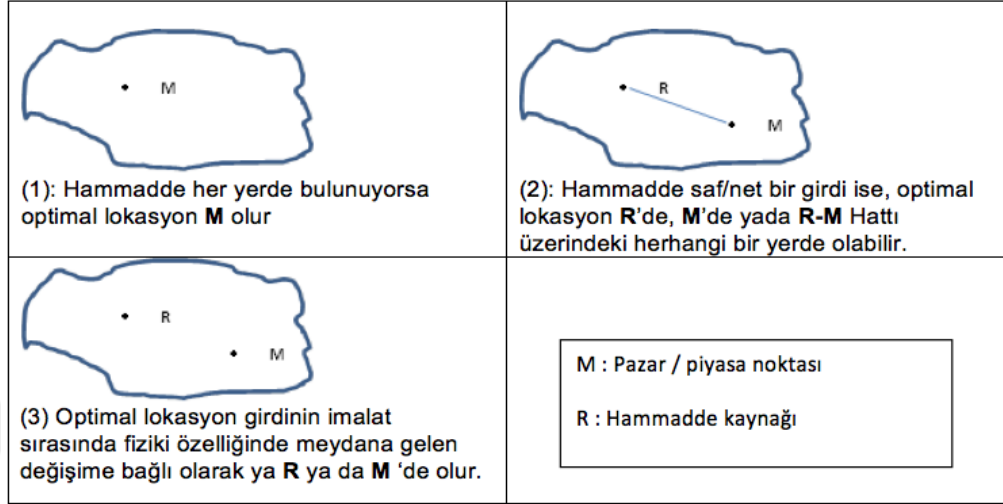 M
(1): Hammadde her yerde bulunuyorsa
optimal lokasyon M olur
R
M
(2): Hammadde saf/net bir girdi ise, optimal
lokasyon R'de, M'de yada R-M Hattı
üzerindeki herhangi bir yerde olabilir.
R
M
(3) Optimal lokasyon girdinin imalat
sırasında fiziki özelliğinde meydana gelen
değişime bağlı olarak ya R ya da M 'de olur.
M : Pazar / piyasa noktası
R : Hammadde kaynağı